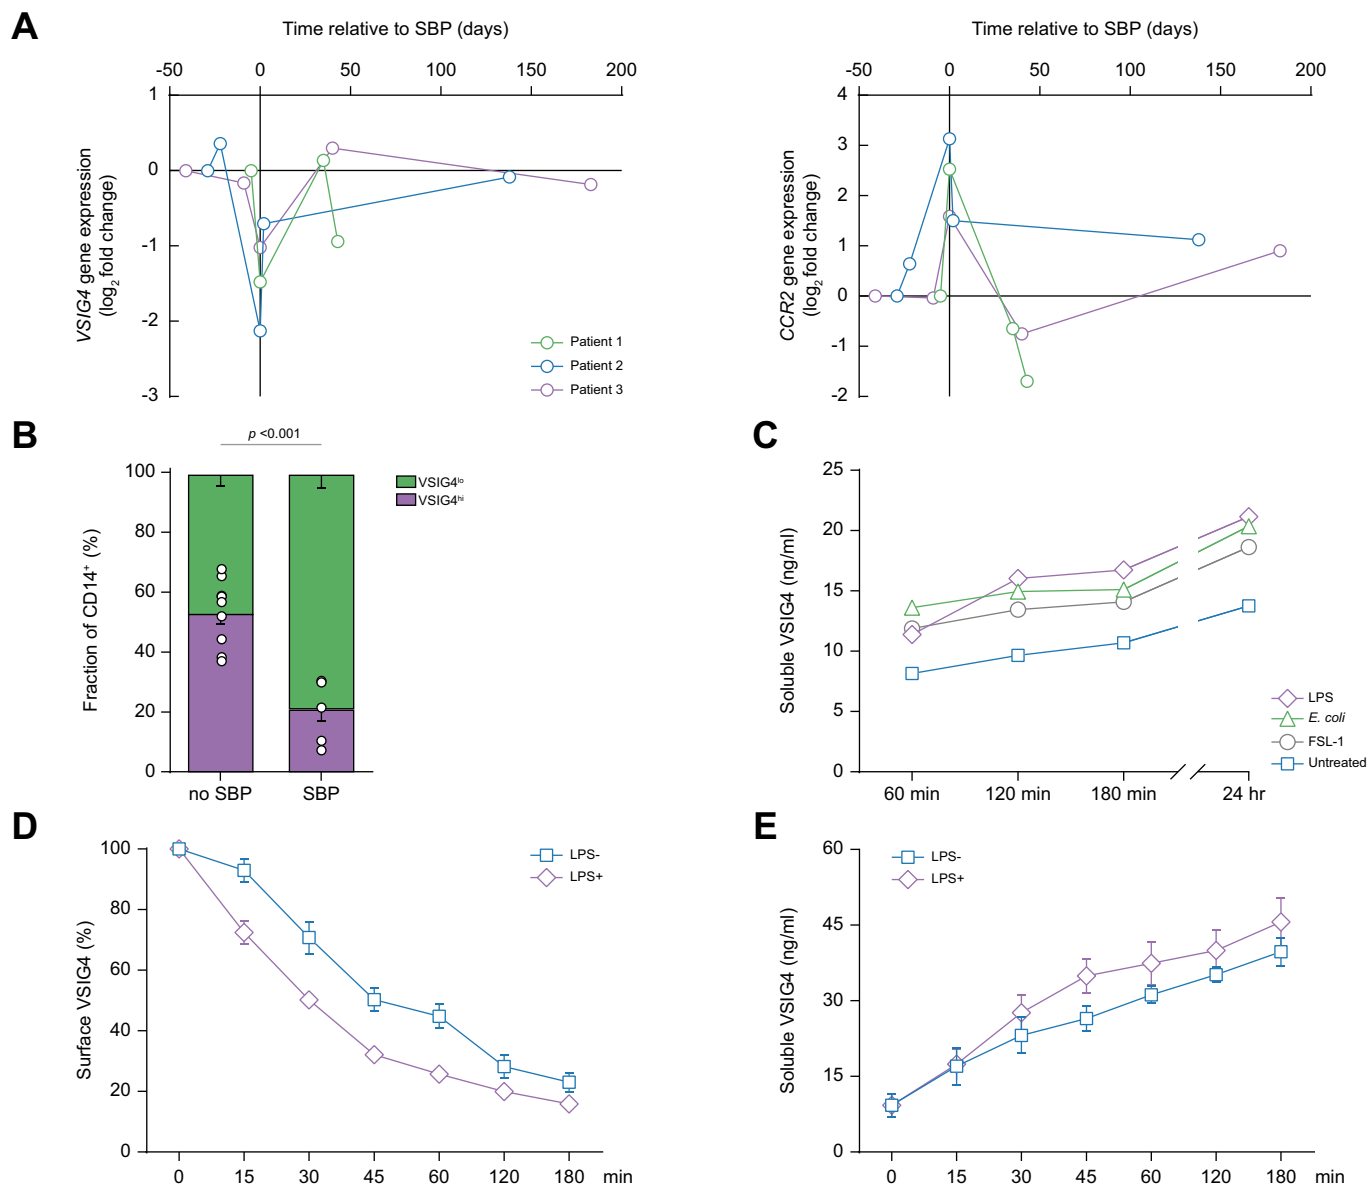 A
Time relative to SBP (days)
-50 0 50 100 150 200
1
0
-1
-2
-3
VSIG4 gene expression
(log2 fold change)
Patient 1
Patient 2
Patient 3
Time relative to SBP (days)
-50 0 50 100 150 200
4
3
2
1
0
-1
-2
CCR2 gene expression
(log2 fold change)
B
p <0.001
100
80
60
40
20
0
Fraction of CD14+ (%)
no SBP SBP
VSIG4lo
VSIG4hi
C
25
20
15
10
5
0
Soluble VSIG4 (ng/ml)
60 min 120 min 180 min 24 hr
LPS
E. coli
FSL-1
Untreated
D
100
80
60
40
20
0
Surface VSIG4 (%)
LPS-
LPS+
0 15 30 45 60 120 180 min
E
60
45
30
15
0
Soluble VSIG4 (ng/ml)
LPS-
LPS+
0 15 30 45 60 120 180 min